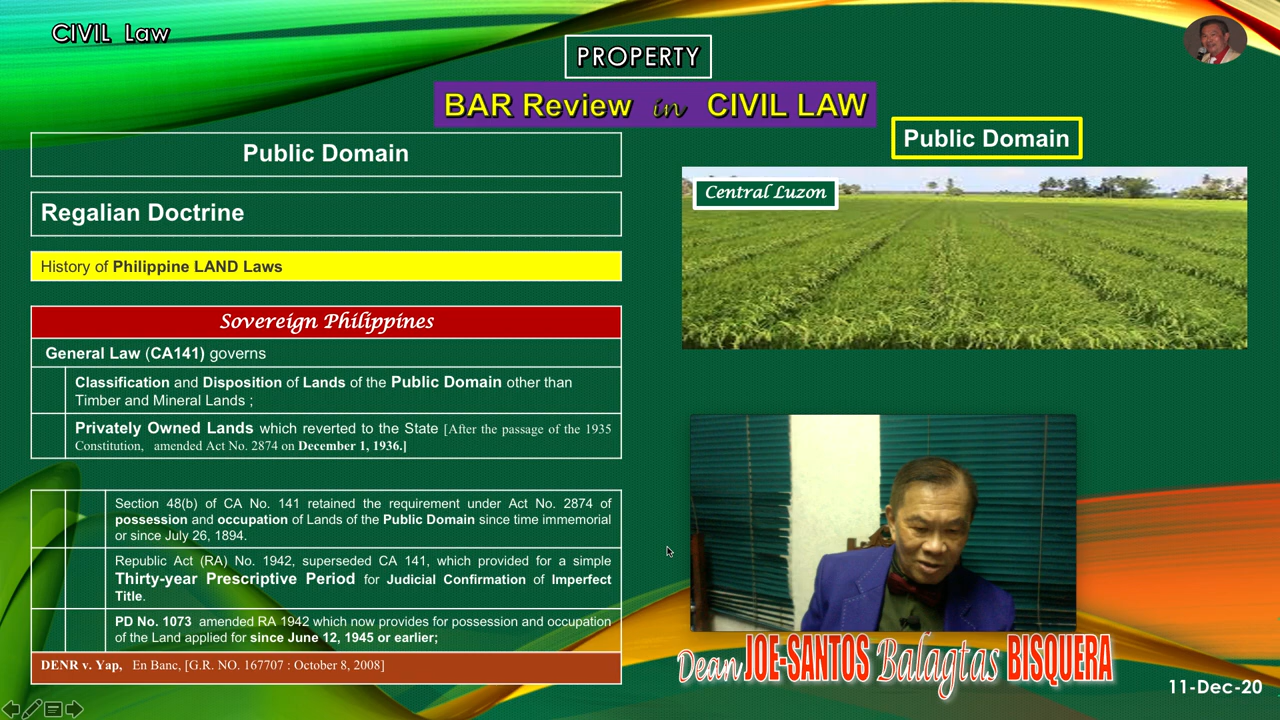 CIVIL Law
PROPERTY
BAR Review in CIVIL LAW
Public Domain
Regalian Doctrine
History of Philippine LAND Laws
Sovereign Philippines
General Law (CA141) governs
Classification and Disposition of Lands of the Public Domain other than
Timber and Mineral Lands ;
Privately Owned Lands which reverted to the State [After the passage of the 1935
Constitution, amended Act No. 2874 on December 1, 1936.]
Section 48(b) of CA No. 141 retained the requirement under Act No. 2874 of
possession and occupation of Lands of the Public Domain since time immemorial
or since July 26, 1894.
Republic Act (RA) No. 1942, superseded CA 141, which provided for a simple
Thirty-year Prescriptive Period for Judicial Confirmation of Imperfect
Title.
PD No. 1073 amended RA 1942 which now provides for possession and occupation
of the Land applied for since June 12, 1945 or earlier;
DENR v. Yap, En Banc, [G.R. NO. 167707 : October 8, 2008]
Public Domain
Central Luzon
Dean JOE-SANTOS Balagtas BISQUERA
11-Dec-20